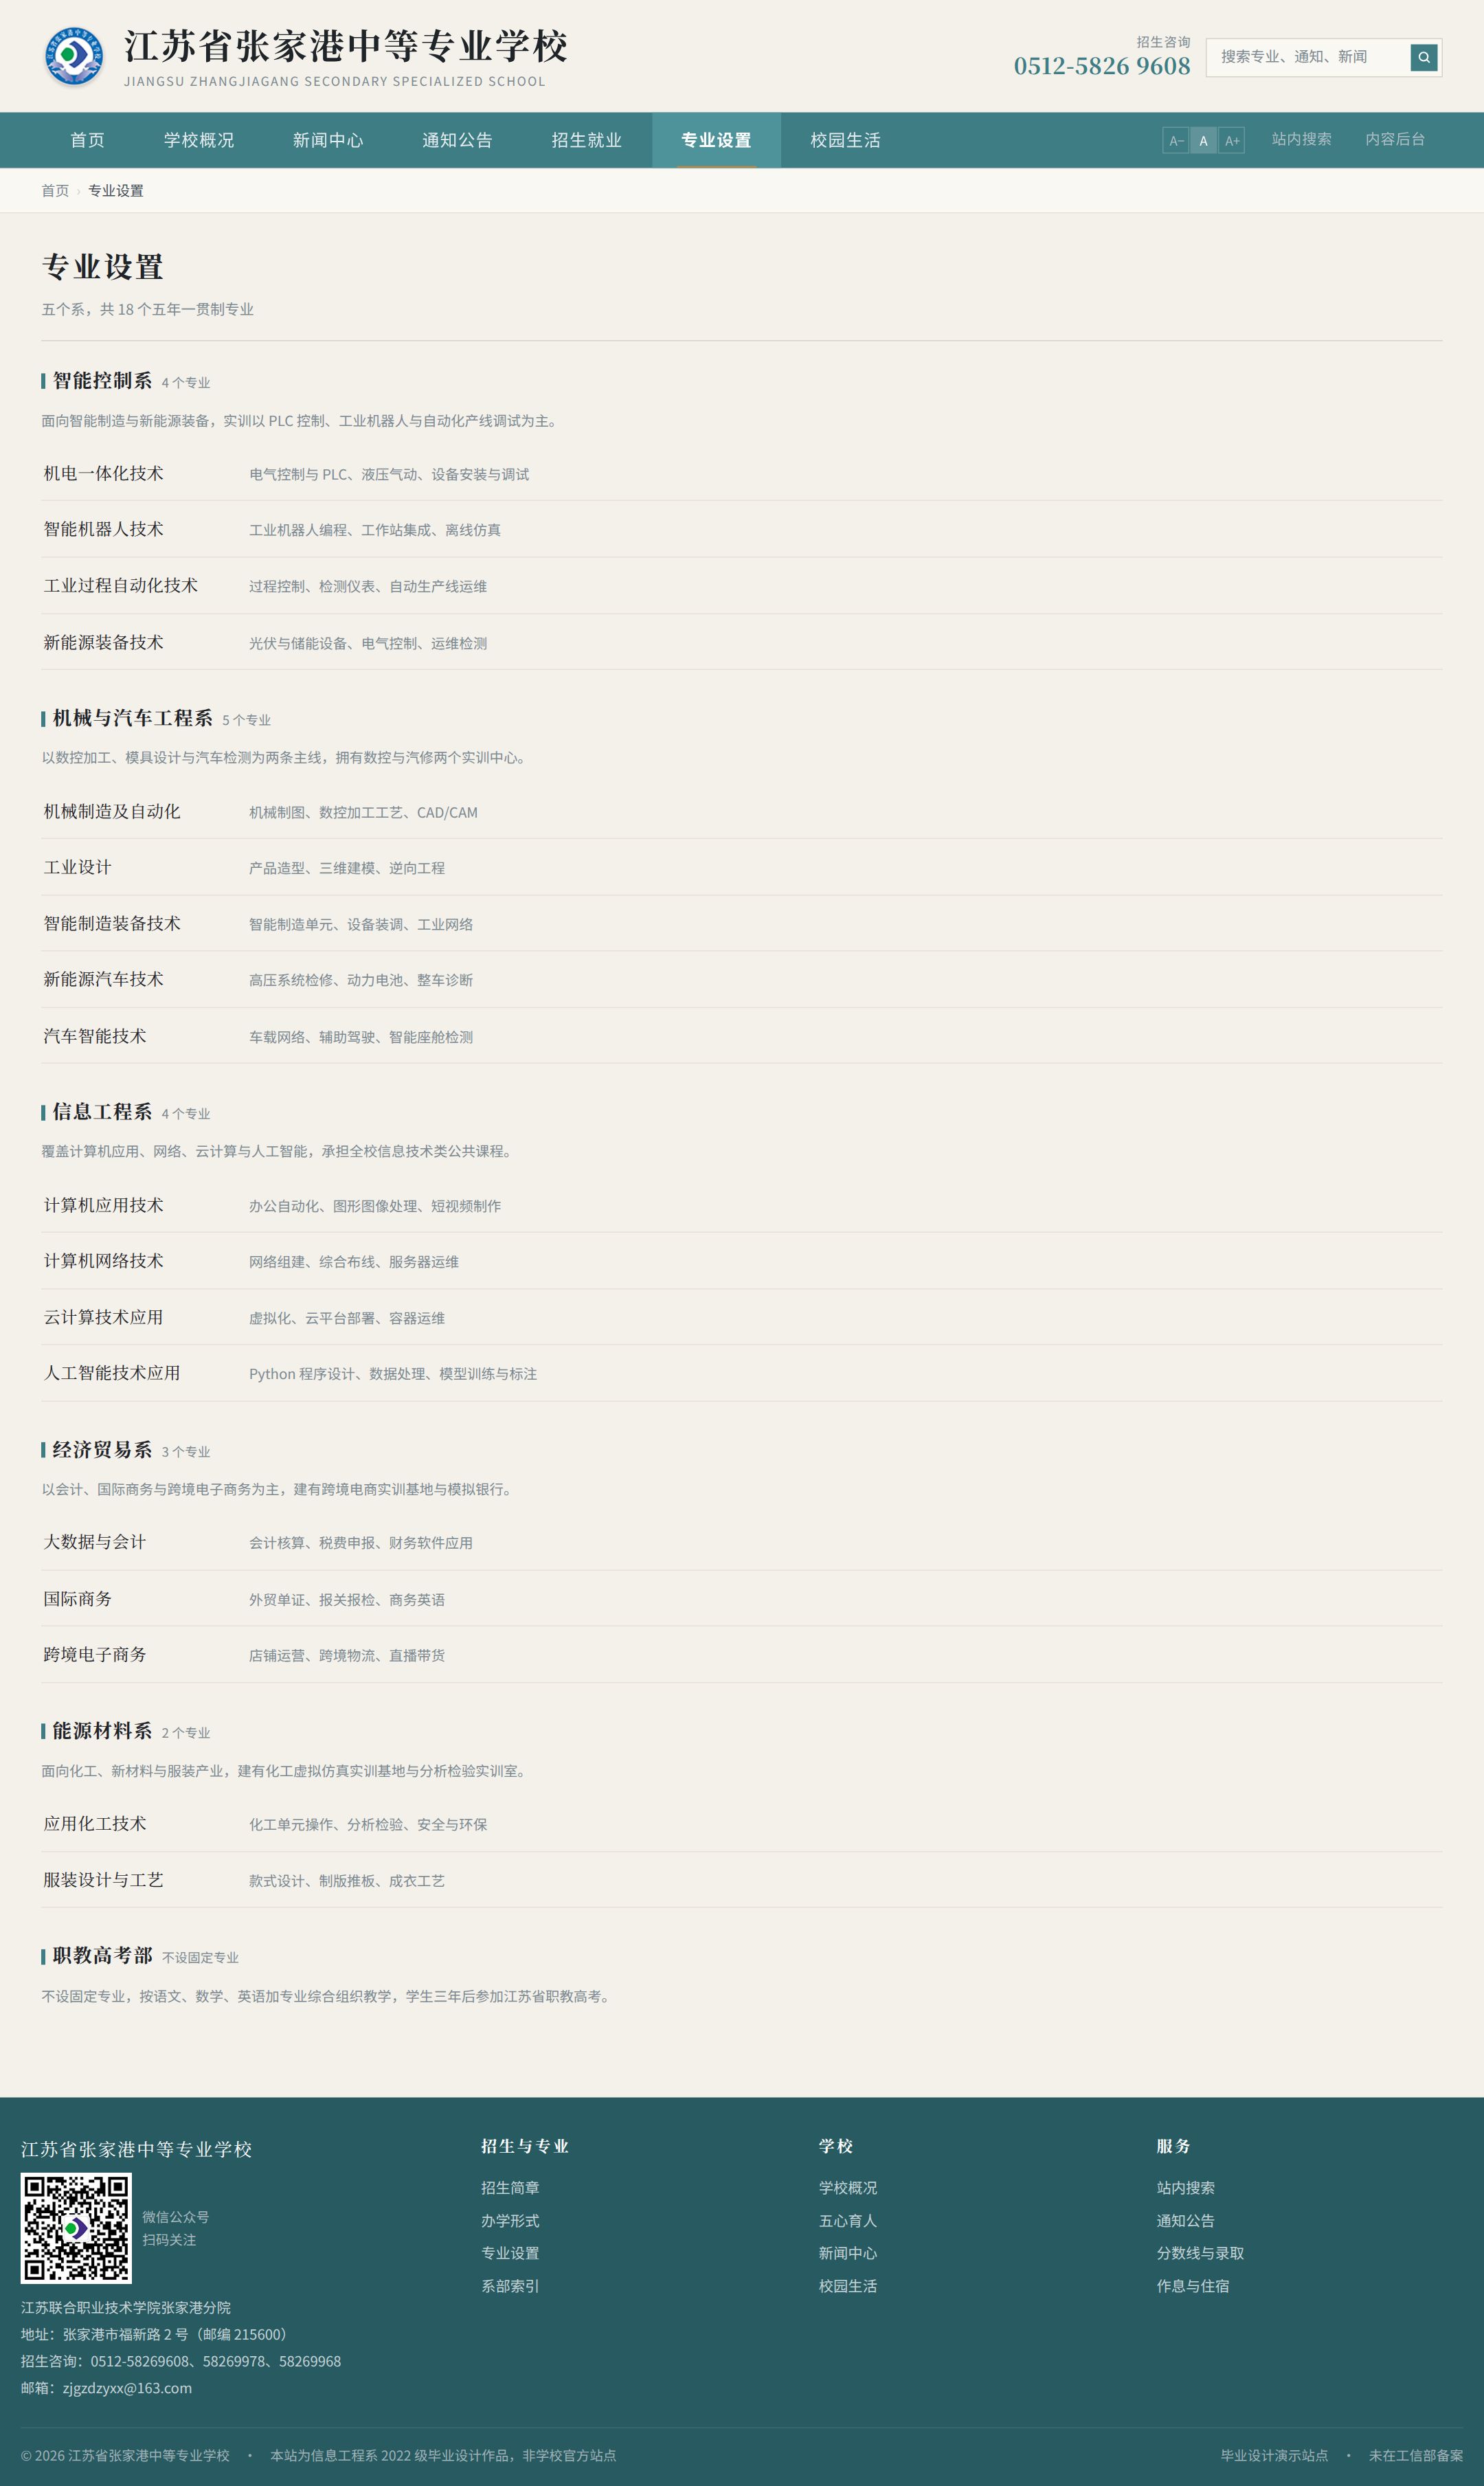 江苏省张家港中等专业学校
JIANGSU ZHANGJIAGANG SECONDARY SPECIALIZED SCHOOL
招生咨询
0512-5826 9608
搜索专业、通知、新闻
首页 学校概况 新闻中心 通知公告 招生就业 专业设置 校园生活 A− A A+ 站内搜索 内容后台
首页 › 专业设置
专业设置
五个系，共 18 个五年一贯制专业
智能控制系 4 个专业
面向智能制造与新能源装备，实训以 PLC 控制、工业机器人与自动化产线调试为主。
机电一体化技术 电气控制与 PLC、液压气动、设备安装与调试
智能机器人技术 工业机器人编程、工作站集成、离线仿真
工业过程自动化技术 过程控制、检测仪表、自动生产线运维
新能源装备技术 光伏与储能设备、电气控制、运维检测
机械与汽车工程系 5 个专业
以数控加工、模具设计与汽车检测为两条主线，拥有数控与汽修两个实训中心。
机械制造及自动化 机械制图、数控加工工艺、CAD/CAM
工业设计 产品造型、三维建模、逆向工程
智能制造装备技术 智能制造单元、设备装调、工业网络
新能源汽车技术 高压系统检修、动力电池、整车诊断
汽车智能技术 车载网络、辅助驾驶、智能座舱检测
信息工程系 4 个专业
覆盖计算机应用、网络、云计算与人工智能，承担全校信息技术类公共课程。
计算机应用技术 办公自动化、图形图像处理、短视频制作
计算机网络技术 网络组建、综合布线、服务器运维
云计算技术应用 虚拟化、云平台部署、容器运维
人工智能技术应用 Python 程序设计、数据处理、模型训练与标注
经济贸易系 3 个专业
以会计、国际商务与跨境电子商务为主，建有跨境电商实训基地与模拟银行。
大数据与会计 会计核算、税费申报、财务软件应用
国际商务 外贸单证、报关报检、商务英语
跨境电子商务 店铺运营、跨境物流、直播带货
能源材料系 2 个专业
面向化工、新材料与服装产业，建有化工虚拟仿真实训基地与分析检验实训室。
应用化工技术 化工单元操作、分析检验、安全与环保
服装设计与工艺 款式设计、制版推板、成衣工艺
职教高考部 不设固定专业
不设固定专业，按语文、数学、英语加专业综合组织教学，学生三年后参加江苏省职教高考。
江苏省张家港中等专业学校
微信公众号
扫码关注
江苏联合职业技术学院张家港分院
地址：张家港市福新路 2 号（邮编 215600）
招生咨询：0512-58269608、58269978、58269968
邮箱：zjgzdzyxx@163.com
招生与专业
招生简章
办学形式
专业设置
系部索引
学校
学校概况
五心育人
新闻中心
校园生活
服务
站内搜索
通知公告
分数线与录取
作息与住宿
© 2026 江苏省张家港中等专业学校 · 本站为信息工程系 2022 级毕业设计作品，非学校官方站点
毕业设计演示站点 · 未在工信部备案